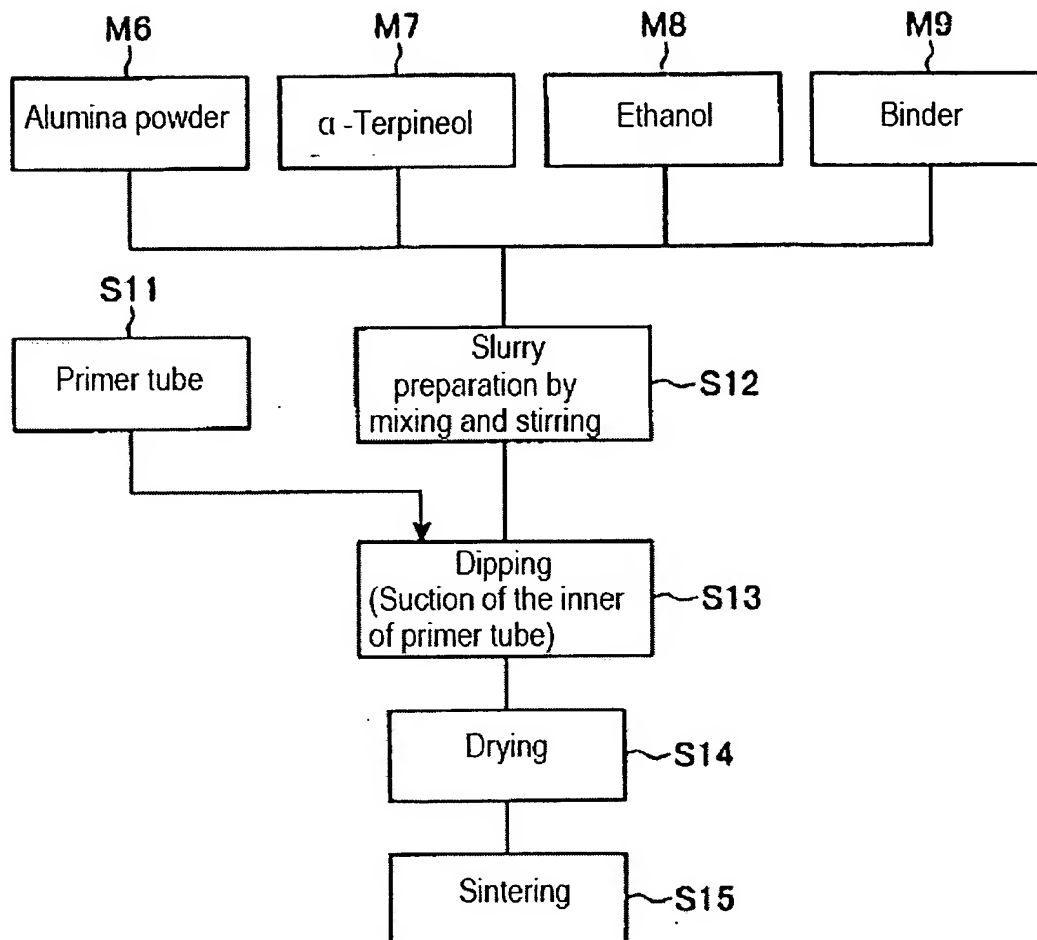 M6 M7 M8 M9
Alumina powder α-Terpineol Ethanol Binder
S11
Primer tube
Slurry
preparation by
mixing and stirring
S12
Dipping
(Suction of the inner
of primer tube)
S13
Drying
S14
Sintering
S15